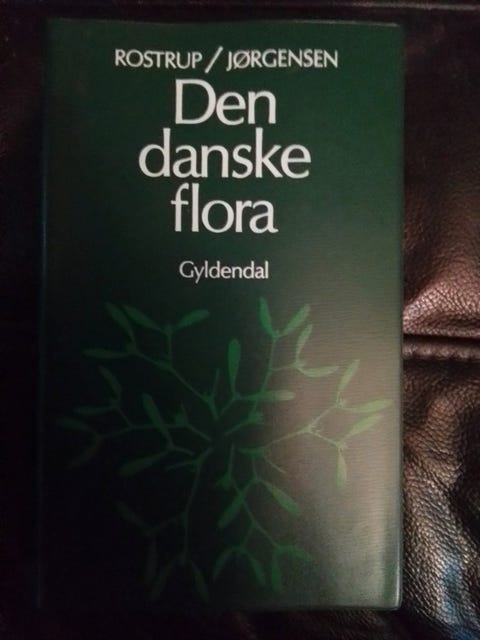 ROSTRUP/JØRGENSEN
Den
danske
flora
Gyldendal